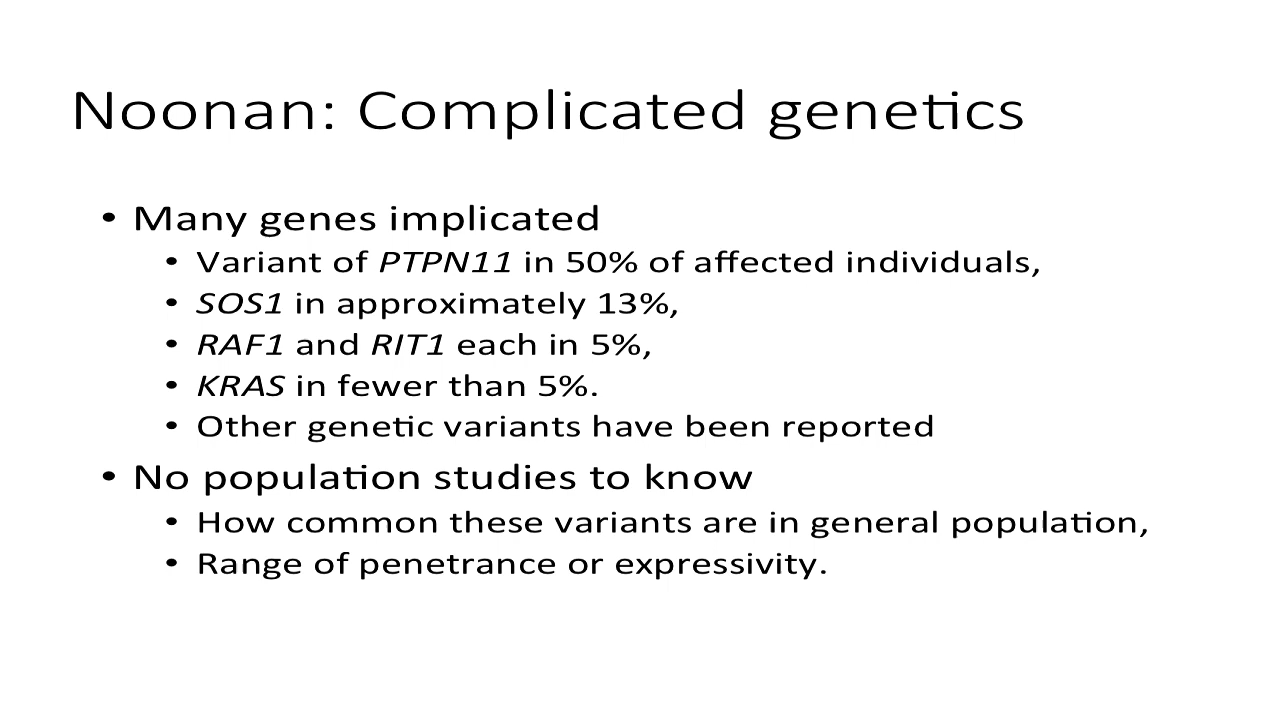 Noonan: Complicated genetics
• Many genes implicated
• Variant of PTPN11 in 50% of affected individuals,
• SOS1 in approximately 13%,
• RAF1 and RIT1 each in 5%,
• KRAS in fewer than 5%.
• Other genetic variants have been reported
• No population studies to know
• How common these variants are in general population,
• Range of penetrance or expressivity.